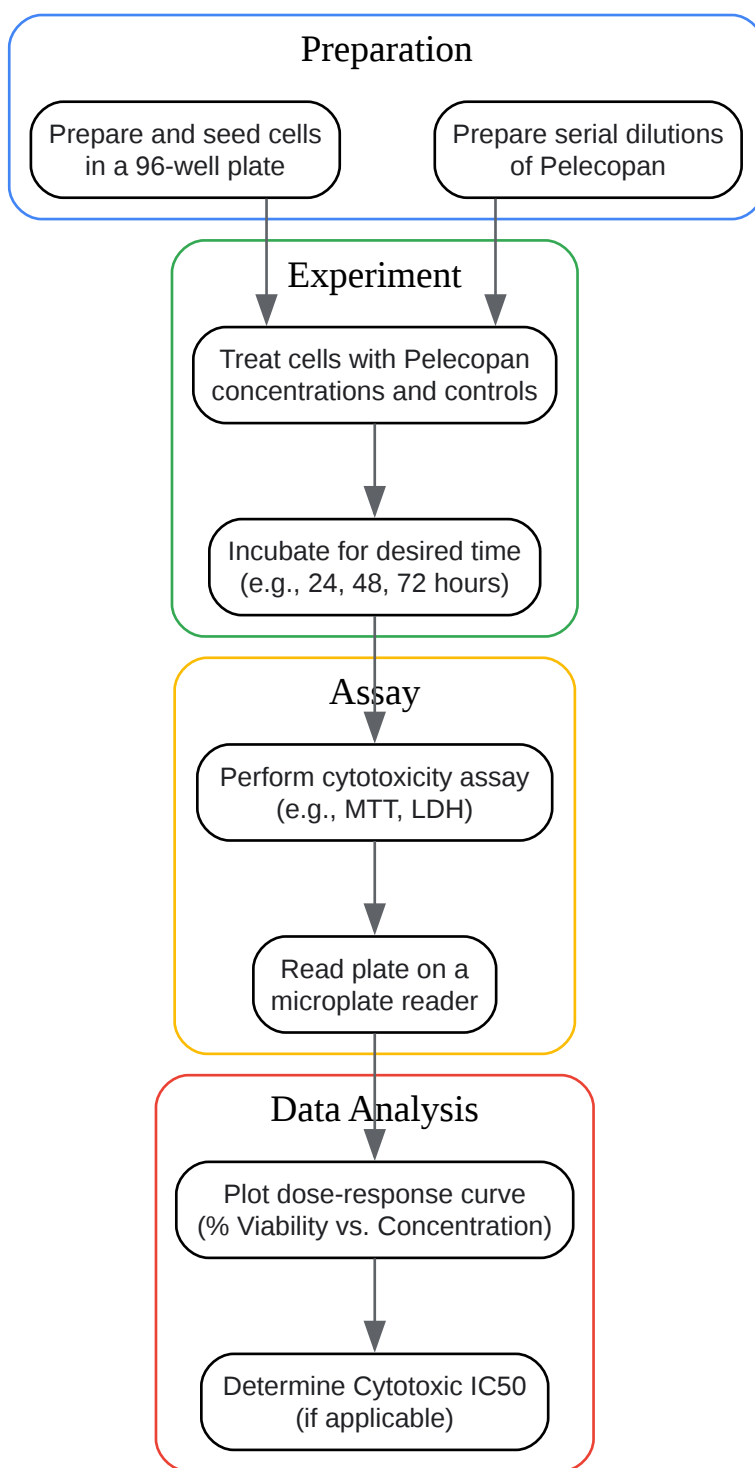 Preparation
Prepare and seed cells
in a 96-well plate
Prepare serial dilutions
of Pelecopan
Experiment
Treat cells with Pelecopan
concentrations and controls
Incubate for desired time
(e.g., 24, 48, 72 hours)
Assay
Perform cytotoxicity assay
(e.g., MTT, LDH)
Read plate on a
microplate reader
Data Analysis
Plot dose-response curve
(% Viability vs. Concentration)
Determine Cytotoxic IC50
(if applicable)